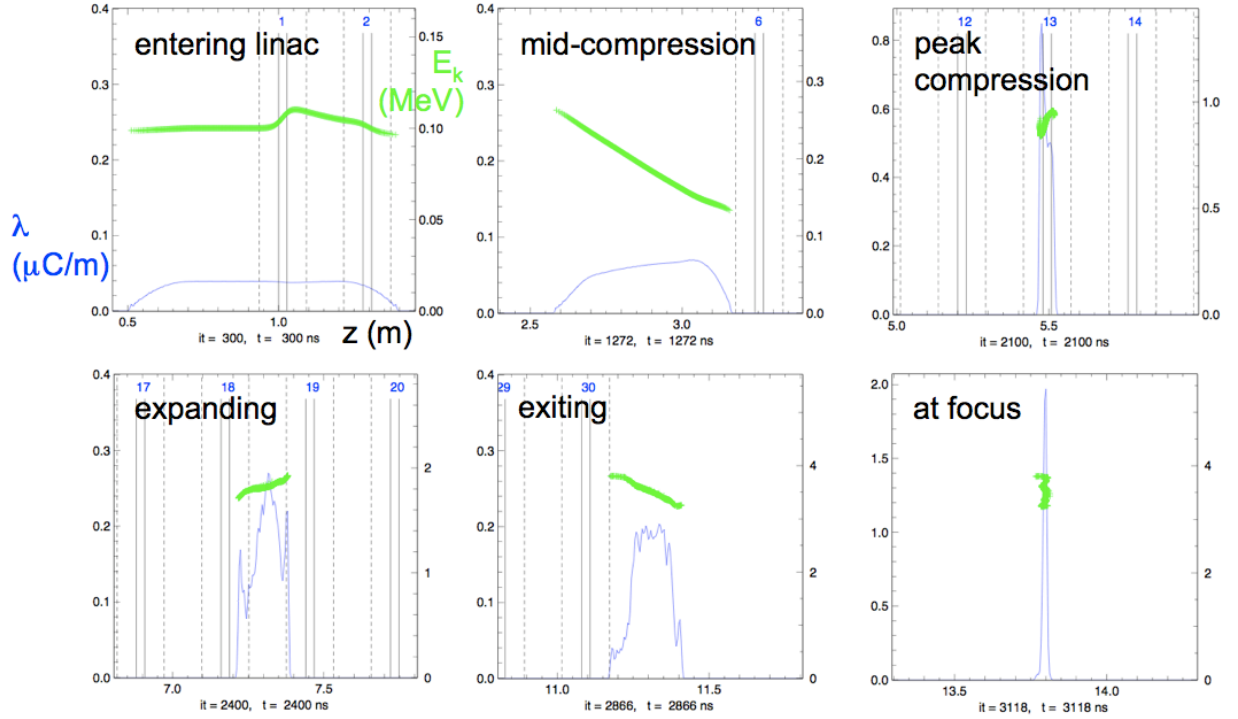 0.4 1 2
entering linac
0.15
E_k
(MeV)
0.3
0.2
0.10
λ
(μC/m)
0.1
0.05
0.0
0.00
0.5 1.0 z (m)
it = 300, t = 300 ns
0.4 6
mid-compression
0.3 0.3
0.2 0.2
0.1 0.1
0.0 0.0
2.5 3.0
it = 1272, t = 1272 ns
12 13 14
0.8
peak
compression
1.0
0.6
0.4
0.5
0.2
0.0 0.0
5.0 5.5
it = 2100, t = 2100 ns
0.4 17 18 19 20
expanding
0.3
2
0.2
1
0.1
0.0 0
7.0 7.5
it = 2400, t = 2400 ns
0.4 29 30
exiting
0.3
4
0.2
2
0.1
0.0 0
11.0 11.5
it = 2866, t = 2866 ns
2.0
at focus
1.5
4
1.0
2
0.5
0.0 0
13.5 14.0
it = 3118, t = 3118 ns